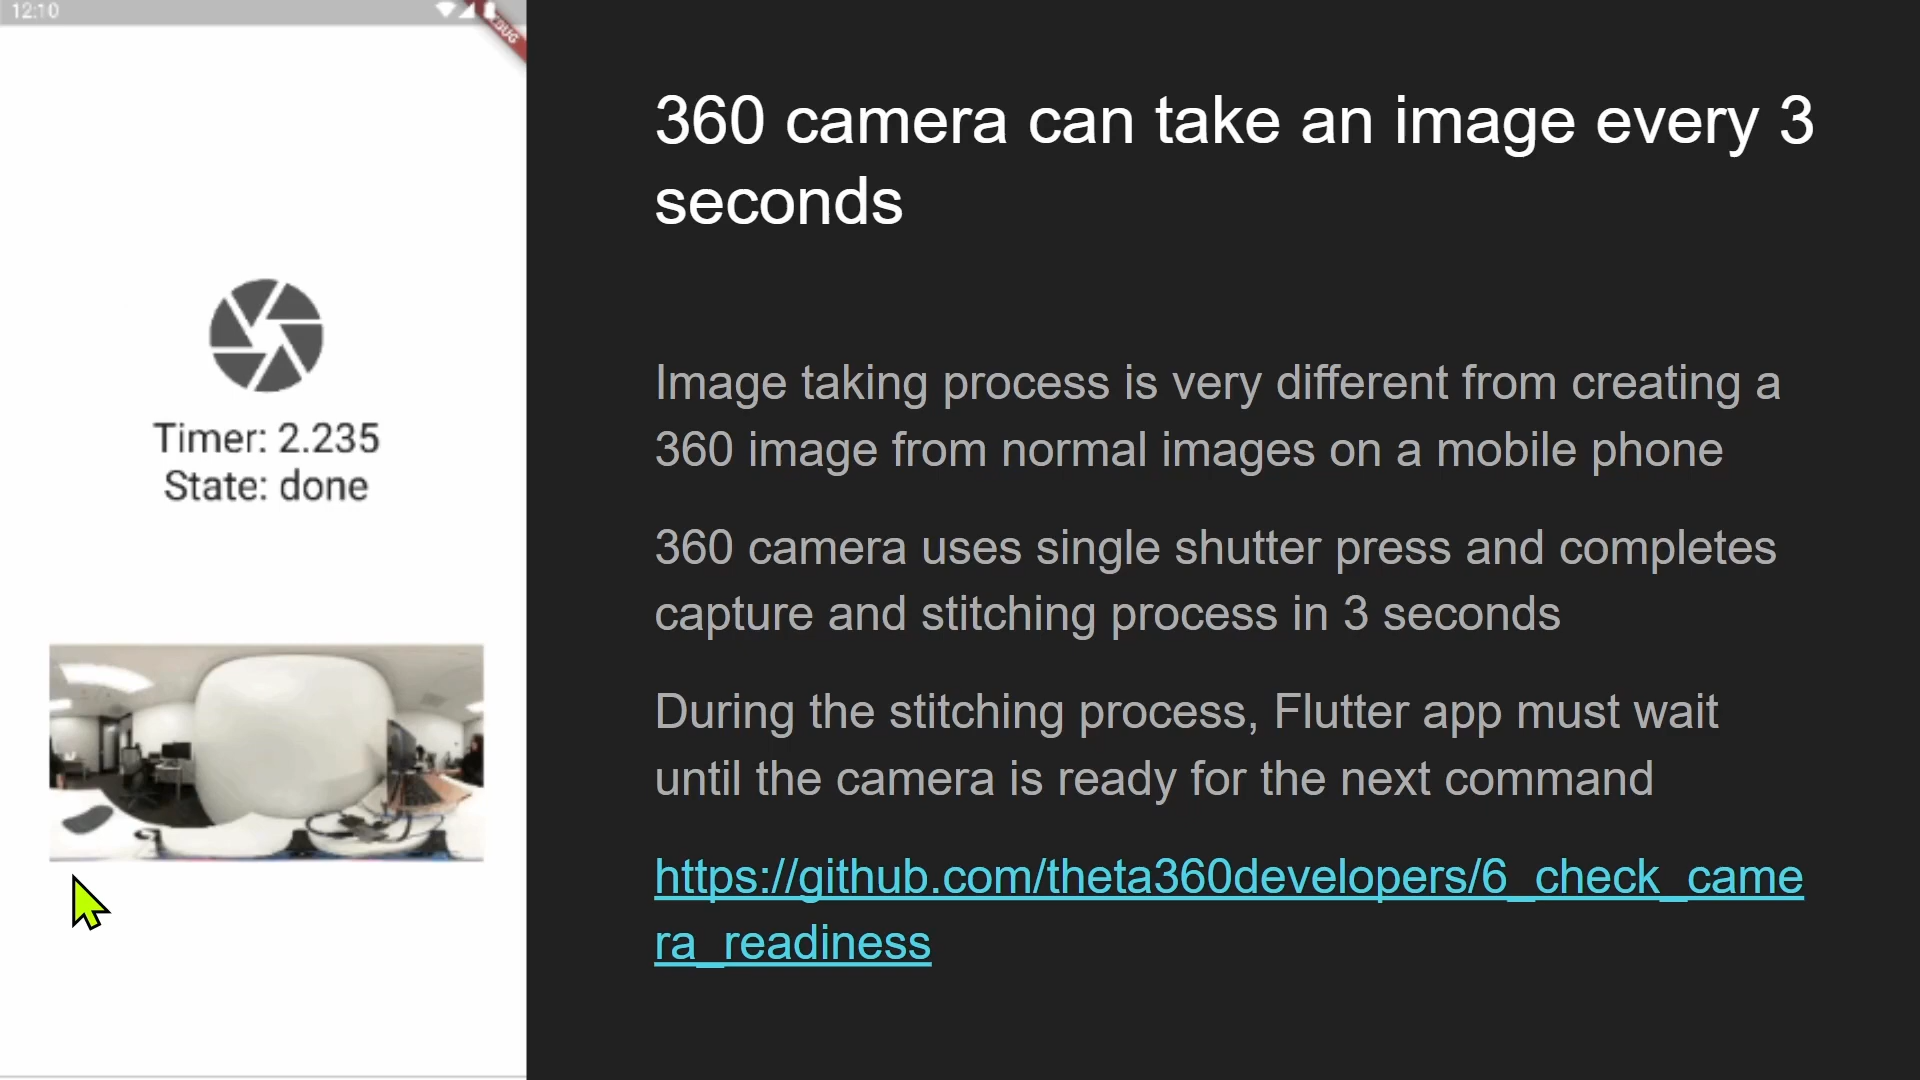 12:10
DEBUG
Timer: 2.235
State: done
360 camera can take an image every 3
seconds
Image taking process is very different from creating a
360 image from normal images on a mobile phone
360 camera uses single shutter press and completes
capture and stitching process in 3 seconds
During the stitching process, Flutter app must wait
until the camera is ready for the next command
https://github.com/theta360developers/6_check_came
ra_readiness